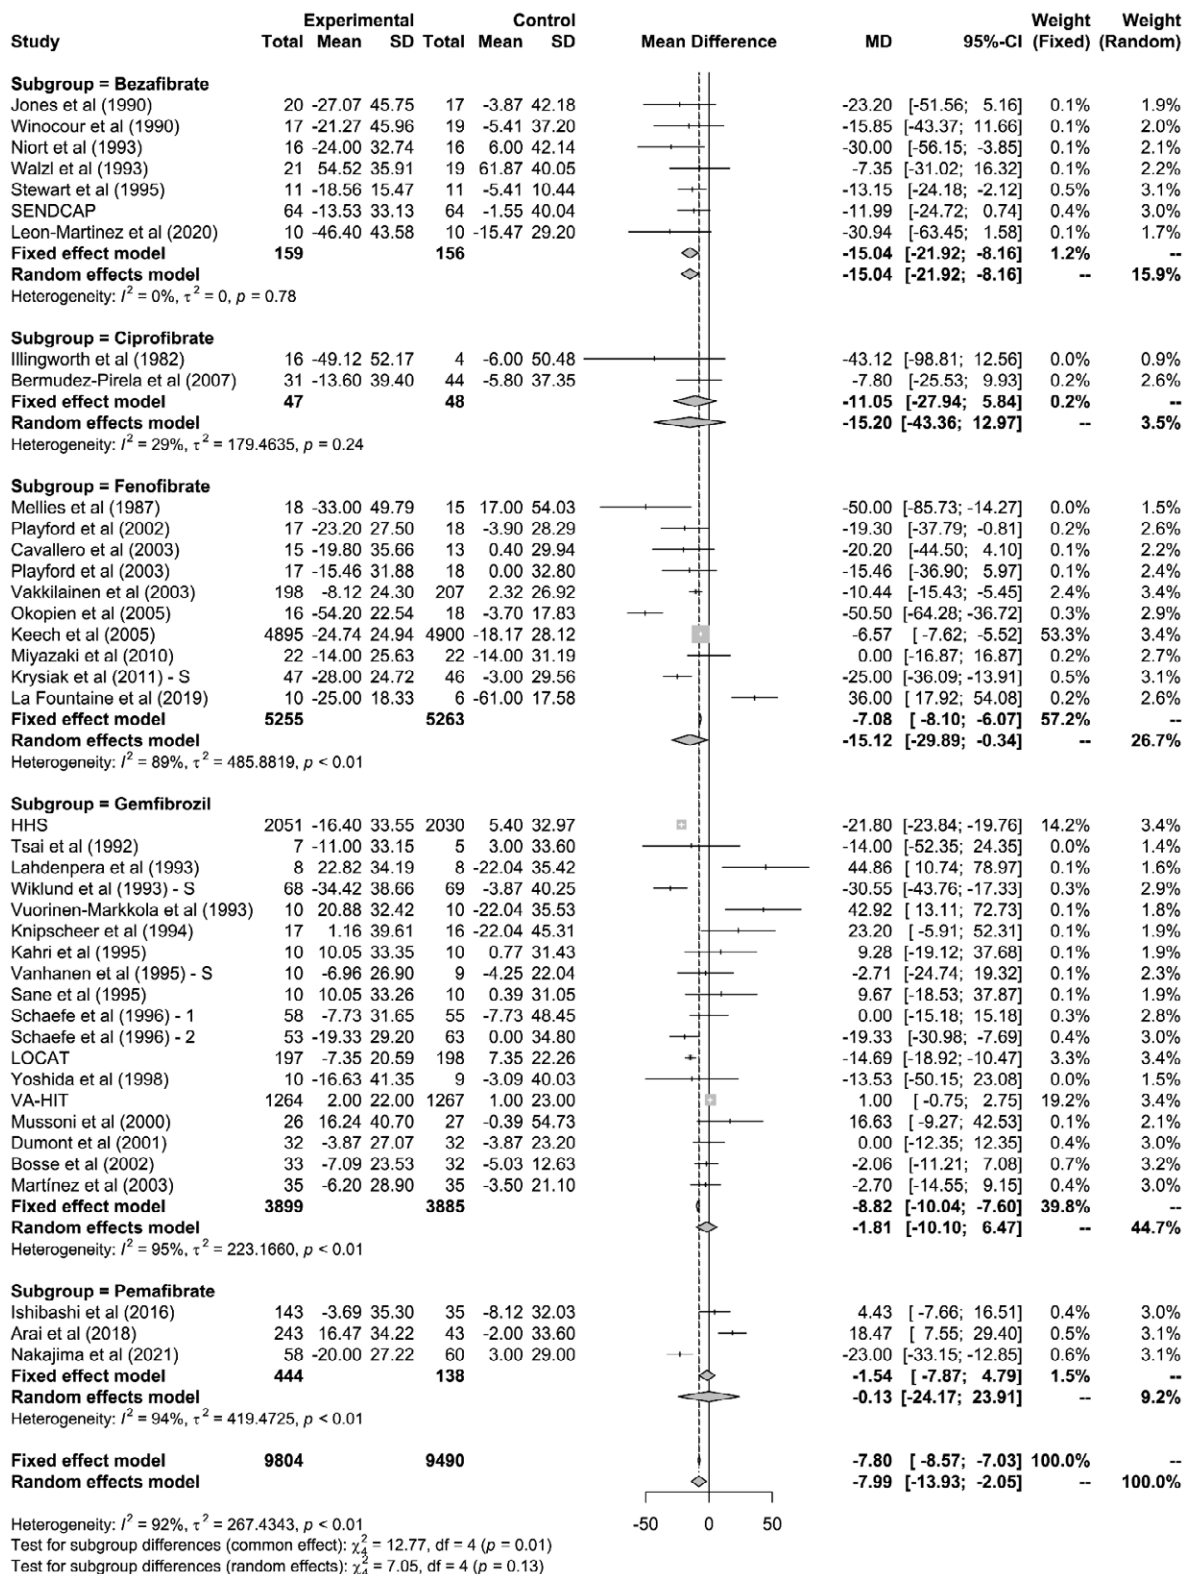 Experimental Control Weight Weight
Study Total Mean SD Total Mean SD Mean Difference MD 95%-CI (Fixed) (Random)
Subgroup = Bezafibrate
Jones et al (1990) 20 -27.07 45.75 17 -3.87 42.18 -23.20 [-51.56; 5.16] 0.1% 1.9%
Winocour et al (1990) 17 -21.27 45.96 19 -5.41 37.20 -15.85 [-43.37; 11.66] 0.1% 2.0%
Niort et al (1993) 16 -24.00 32.74 16 6.00 42.14 -30.00 [-56.15; -3.85] 0.1% 2.1%
Walzl et al (1993) 21 54.52 35.91 19 61.87 40.05 -7.35 [-31.02; 16.32] 0.1% 2.2%
Stewart et al (1995) 11 -18.56 15.47 11 -5.41 10.44 -13.15 [-24.18; -2.12] 0.5% 3.1%
SENDCAP 64 -13.53 33.13 64 -1.55 40.04 -11.99 [-24.72; 0.74] 0.4% 3.0%
Leon-Martinez et al (2020) 10 -46.40 43.58 10 -15.47 29.20 -30.94 [-63.45; 1.58] 0.1% 1.7%
Fixed effect model 159 156 -15.04 [-21.92; -8.16] 1.2% --
Random effects model -15.04 [-21.92; -8.16] -- 15.9%
Heterogeneity: I² = 0%, τ² = 0, p = 0.78
Subgroup = Ciprofibrate
Illingworth et al (1982) 16 -49.12 52.17 4 -6.00 50.48 -43.12 [-98.81; 12.56] 0.0% 0.9%
Bermudez-Pirela et al (2007) 31 -13.60 39.40 44 -5.80 37.35 -7.80 [-25.53; 9.93] 0.2% 2.6%
Fixed effect model 47 48 -11.05 [-27.94; 5.84] 0.2% --
Random effects model -15.20 [-43.36; 12.97] -- 3.5%
Heterogeneity: I² = 29%, τ² = 179.4635, p = 0.24
Subgroup = Fenofibrate
Mellies et al (1987) 18 -33.00 49.79 15 17.00 54.03 -50.00 [-85.73; -14.27] 0.0% 1.5%
Playford et al (2002) 17 -23.20 27.50 18 -3.90 28.29 -19.30 [-37.79; -0.81] 0.2% 2.6%
Cavallero et al (2003) 15 -19.80 35.66 13 0.40 29.94 -20.20 [-44.50; 4.10] 0.1% 2.2%
Playford et al (2003) 17 -15.46 31.88 18 0.00 32.80 -15.46 [-36.90; 5.97] 0.1% 2.4%
Vakkilainen et al (2003) 198 -8.12 24.30 207 2.32 26.92 -10.44 [-15.43; -5.45] 2.4% 3.4%
Okopien et al (2005) 16 -54.20 22.54 18 -3.70 17.83 -50.50 [-64.28; -36.72] 0.3% 2.9%
Keech et al (2005) 4895 -24.74 24.94 4900 -18.17 28.12 -6.57 [ -7.62; -5.52] 53.3% 3.4%
Miyazaki et al (2010) 22 -14.00 25.63 22 -14.00 31.19 0.00 [-16.87; 16.87] 0.2% 2.7%
Krysiak et al (2011) - S 47 -28.00 24.72 46 -3.00 29.56 -25.00 [-36.09; -13.91] 0.5% 3.1%
La Fountaine et al (2019) 10 -25.00 18.33 6 -61.00 17.58 36.00 [ 17.92; 54.08] 0.2% 2.6%
Fixed effect model 5255 5263 -7.08 [ -8.10; -6.07] 57.2% --
Random effects model -15.12 [-29.89; -0.34] -- 26.7%
Heterogeneity: I² = 89%, τ² = 485.8819, p < 0.01
Subgroup = Gemfibrozil
HHS 2051 -16.40 33.55 2030 5.40 32.97 -21.80 [-23.84; -19.76] 14.2% 3.4%
Tsai et al (1992) 7 -11.00 33.15 5 3.00 33.60 -14.00 [-52.35; 24.35] 0.0% 1.4%
Lahdenpera et al (1993) 8 22.82 34.19 8 -22.04 35.42 44.86 [ 10.74; 78.97] 0.1% 1.6%
Wiklund et al (1993) - S 68 -34.42 38.66 69 -3.87 40.25 -30.55 [-43.76; -17.33] 0.3% 2.9%
Vuorinen-Markkola et al (1993) 10 20.88 32.42 10 -22.04 35.53 42.92 [ 13.11; 72.73] 0.1% 1.8%
Knipscheer et al (1994) 17 1.16 39.61 16 -22.04 45.31 23.20 [ -5.91; 52.31] 0.1% 1.9%
Kahri et al (1995) 10 10.05 33.35 10 0.77 31.43 9.28 [-19.12; 37.68] 0.1% 1.9%
Vanhanen et al (1995) - S 10 -6.96 26.90 9 -4.25 22.04 -2.71 [-24.74; 19.32] 0.1% 2.3%
Sane et al (1995) 10 10.05 33.26 10 0.39 31.05 9.67 [-18.53; 37.87] 0.1% 1.9%
Schaefe et al (1996) - 1 58 -7.73 31.65 55 -7.73 48.45 0.00 [-15.18; 15.18] 0.3% 2.8%
Schaefe et al (1996) - 2 53 -19.33 29.20 63 0.00 34.80 -19.33 [-30.98; -7.69] 0.4% 3.0%
LOCAT 197 -7.35 20.59 198 7.35 22.26 -14.69 [-18.92; -10.47] 3.3% 3.4%
Yoshida et al (1998) 10 -16.63 41.35 9 -3.09 40.03 -13.53 [-50.15; 23.08] 0.0% 1.5%
VA-HIT 1264 2.00 22.00 1267 1.00 23.00 1.00 [ -0.75; 2.75] 19.2% 3.4%
Mussoni et al (2000) 26 16.24 40.70 27 -0.39 54.73 16.63 [ -9.27; 42.53] 0.1% 2.1%
Dumont et al (2001) 32 -3.87 27.07 32 -3.87 23.20 0.00 [-12.35; 12.35] 0.4% 3.0%
Bosse et al (2002) 33 -7.09 23.53 32 -5.03 12.63 -2.06 [-11.21; 7.08] 0.7% 3.2%
Martínez et al (2003) 35 -6.20 28.90 35 -3.50 21.10 -2.70 [-14.55; 9.15] 0.4% 3.0%
Fixed effect model 3899 3885 -8.82 [-10.04; -7.60] 39.8% --
Random effects model -1.81 [-10.10; 6.47] -- 44.7%
Heterogeneity: I² = 95%, τ² = 223.1660, p < 0.01
Subgroup = Pemafibrate
Ishibashi et al (2016) 143 -3.69 35.30 35 -8.12 32.03 4.43 [ -7.66; 16.51] 0.4% 3.0%
Arai et al (2018) 243 16.47 34.22 43 -2.00 33.60 18.47 [ 7.55; 29.40] 0.5% 3.1%
Nakajima et al (2021) 58 -20.00 27.22 60 3.00 29.00 -23.00 [-33.15; -12.85] 0.6% 3.1%
Fixed effect model 444 138 -1.54 [ -7.87; 4.79] 1.5% --
Random effects model -0.13 [-24.17; 23.91] -- 9.2%
Heterogeneity: I² = 94%, τ² = 419.4725, p < 0.01
Fixed effect model 9804 9490 -7.80 [ -8.57; -7.03] 100.0% --
Random effects model -7.99 [-13.93; -2.05] -- 100.0%
-50 0 50
Heterogeneity: I² = 92%, τ² = 267.4343, p < 0.01
Test for subgroup differences (common effect): χ²₄ = 12.77, df = 4 (p = 0.01)
Test for subgroup differences (random effects): χ²₄ = 7.05, df = 4 (p = 0.13)